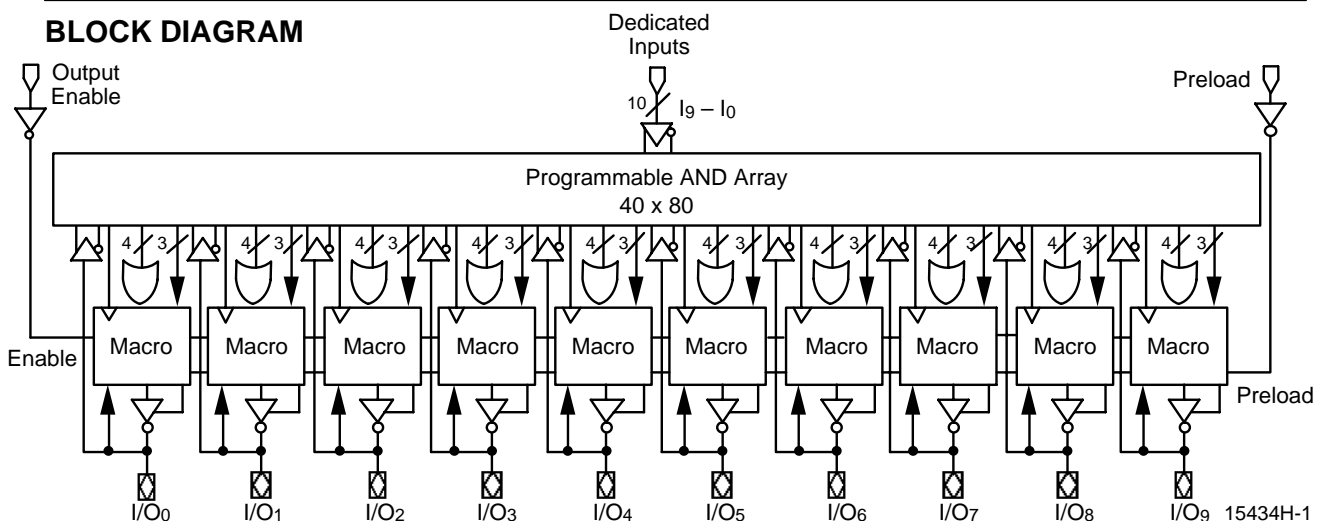 BLOCK DIAGRAM
Dedicated
Inputs
Output
Enable
Preload
10
I9 – I0
Programmable AND Array
40 x 80
4 3 4 3 4 3 4 3 4 3 4 3 4 3 4 3 4 3 4 3
Macro Macro Macro Macro Macro Macro Macro Macro Macro Macro
Enable
Preload
I/O0 I/O1 I/O2 I/O3 I/O4 I/O5 I/O6 I/O7 I/O8 I/O9 15434H-1